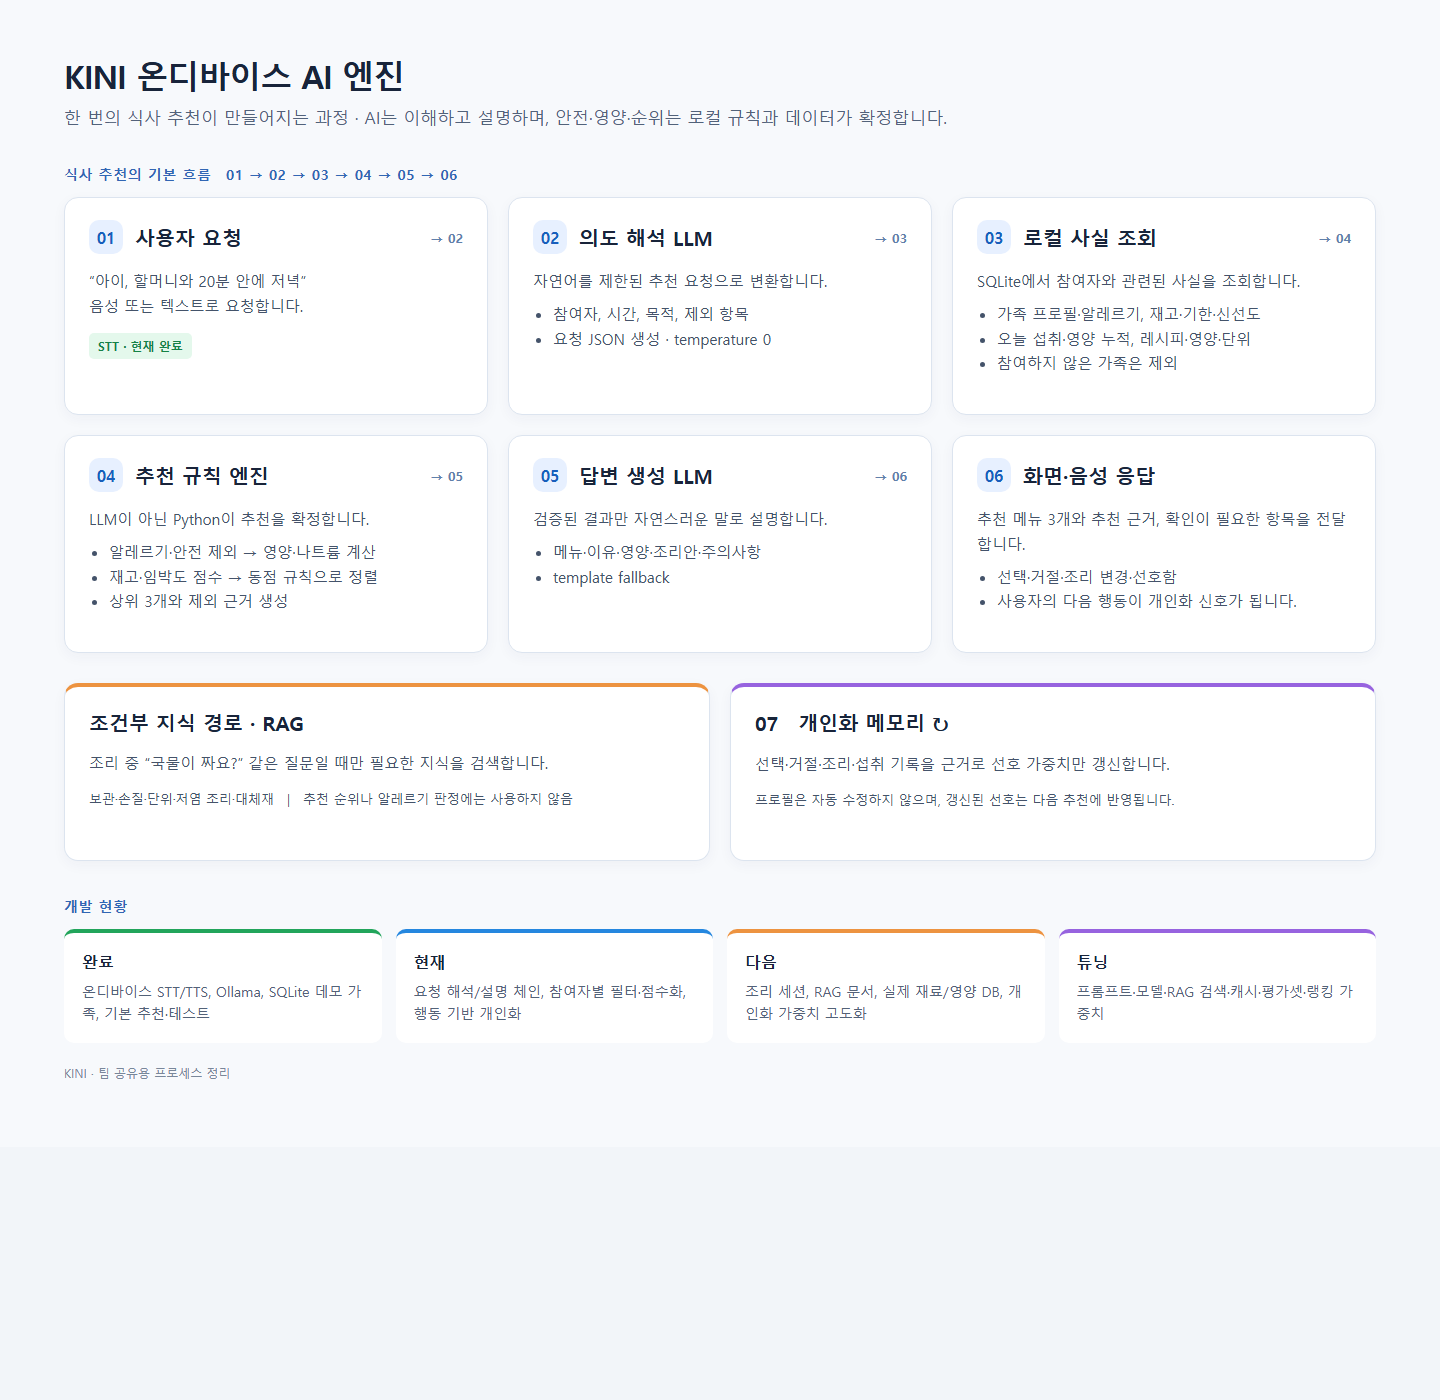 KINI 온디바이스 AI 엔진
한 번의 식사 추천이 만들어지는 과정 · AI는 이해하고 설명하며, 안전·영양·순위는 로컬 규칙과 데이터가 확정합니다.
식사 추천의 기본 흐름 01 → 02 → 03 → 04 → 05 → 06
01 사용자 요청 → 02
“아이, 할머니와 20분 안에 저녁”
음성 또는 텍스트로 요청합니다.
STT · 현재 완료
02 의도 해석 LLM → 03
자연어를 제한된 추천 요청으로 변환합니다.
• 참여자, 시간, 목적, 제외 항목
• 요청 JSON 생성 · temperature 0
03 로컬 사실 조회 → 04
SQLite에서 참여자와 관련된 사실을 조회합니다.
• 가족 프로필·알레르기, 재고·기한·신선도
• 오늘 섭취·영양 누적, 레시피·영양·단위
• 참여하지 않은 가족은 제외
04 추천 규칙 엔진 → 05
LLM이 아닌 Python이 추천을 확정합니다.
• 알레르기·안전 제외 → 영양·나트륨 계산
• 재고·임박도 점수 → 동점 규칙으로 정렬
• 상위 3개와 제외 근거 생성
05 답변 생성 LLM → 06
검증된 결과만 자연스러운 말로 설명합니다.
• 메뉴·이유·영양·조리안·주의사항
• template fallback
06 화면·음성 응답
추천 메뉴 3개와 추천 근거, 확인이 필요한 항목을 전달
합니다.
• 선택·거절·조리 변경·선호함
• 사용자의 다음 행동이 개인화 신호가 됩니다.
조건부 지식 경로 · RAG
조리 중 “국물이 짜요?” 같은 질문일 때만 필요한 지식을 검색합니다.
보관·손질·단위·저염 조리·대체재 | 추천 순위나 알레르기 판정에는 사용하지 않음
07 개인화 메모리 ↻
선택·거절·조리·섭취 기록을 근거로 선호 가중치만 갱신합니다.
프로필은 자동 수정하지 않으며, 갱신된 선호는 다음 추천에 반영됩니다.
개발 현황
완료
온디바이스 STT/TTS, Ollama, SQLite 데모 가
족, 기본 추천·테스트
현재
요청 해석/설명 체인, 참여자별 필터·점수화,
행동 기반 개인화
다음
조리 세션, RAG 문서, 실제 재료/영양 DB, 개
인화 가중치 고도화
튜닝
프롬프트·모델·RAG 검색·캐시·평가셋·랭킹 가
중치
KINI · 팀 공유용 프로세스 정리